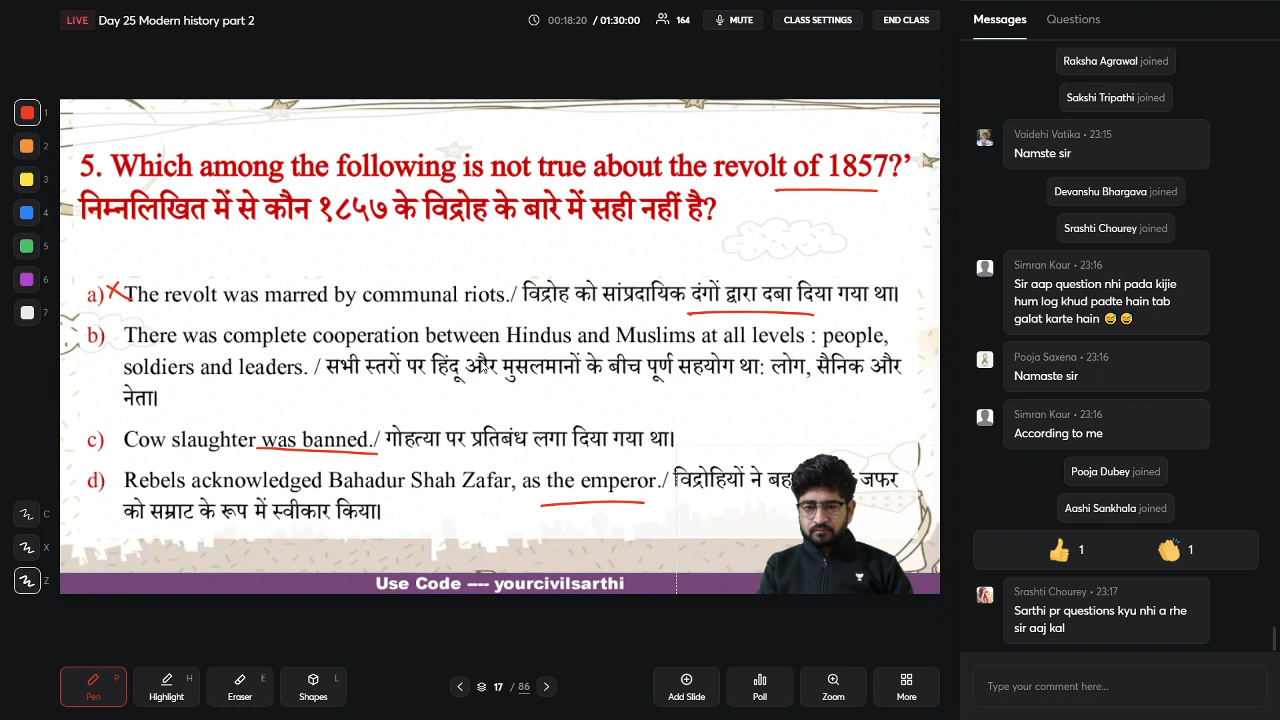 LIVE Day 25 Modern history part 2 00:18:20 / 01:30:00 164 MUTE CLASS SETTINGS END CLASS
1
2
3
4
5
6
7
5. Which among the following is not true about the revolt of 1857?’
निम्नलिखित में से कौन १८५७ के विद्रोह के बारे में सही नहीं है?
a) The revolt was marred by communal riots./ विद्रोह को सांप्रदायिक दंगों द्वारा दबा दिया गया था।
b) There was complete cooperation between Hindus and Muslims at all levels : people,
soldiers and leaders. / सभी स्तरों पर हिंदू और मुसलमानों के बीच पूर्ण सहयोग था: लोग, सैनिक और
नेता।
c) Cow slaughter was banned./ गोहत्या पर प्रतिबंध लगा दिया गया था।
d) Rebels acknowledged Bahadur Shah Zafar, as the emperor./ विद्रोहियों ने जफर
को सम्राट के रूप में स्वीकार किया।
Use Code ---- yourcivilsarthi
C
X
Z
Pen P
Highlight H
Eraser E
Shapes L
17 / 86
Add Slide
Poll
Zoom
More
Messages Questions
Raksha Agrawal joined
Sakshi Tripathi joined
Vaidehi Vatika • 23:15
Namste sir
Devanshu Bhargava joined
Srashti Chourey joined
Simran Kaur • 23:16
Sir aap question nhi pada kijie
hum log khud padte hain tab
galat karte hain 😅 😅
Pooja Saxena • 23:16
Namaste sir
Simran Kaur • 23:16
According to me
Pooja Dubey joined
Aashi Sankhala joined
👍 1 👏 1
Srashti Chourey • 23:17
Sarthi pr questions kyu nhi a rhe
sir aaj kal
Type your comment here...